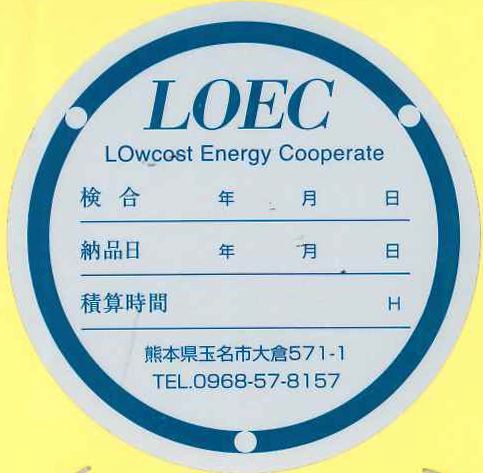 LOEC
LOwcost Energy Cooperate
検 合 年 月 日
納品日 年 月 日
積算時間 H
熊本県玉名市大倉571-1
TEL.0968-57-8157